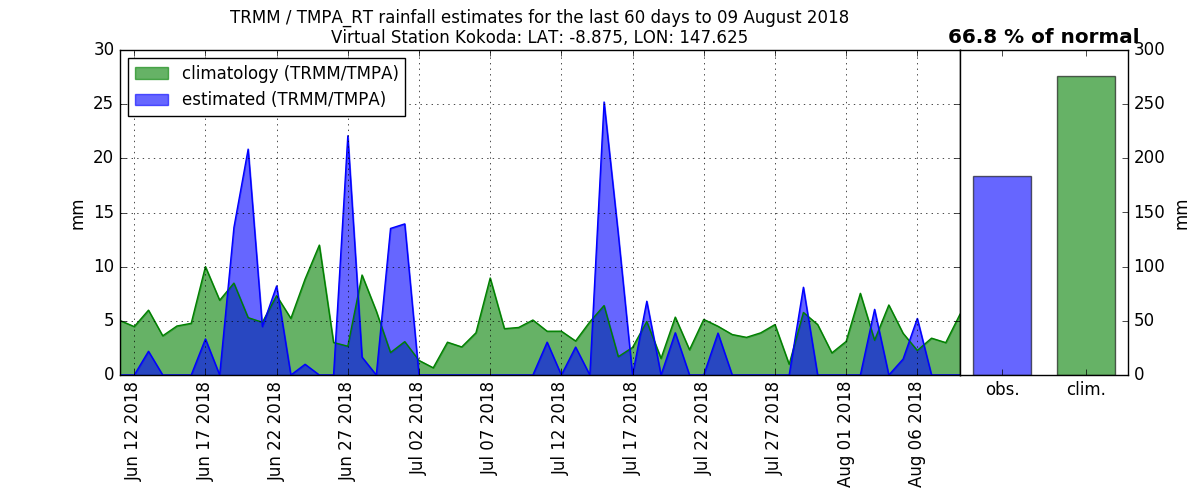 TRMM / TMPA_RT rainfall estimates for the last 60 days to 09 August 2018
Virtual Station Kokoda: LAT: -8.875, LON: 147.625
66.8 % of normal
climatology (TRMM/TMPA)
estimated (TRMM/TMPA)
30
25
20
15
10
5
0
mm
Jun 12 2018
Jun 17 2018
Jun 22 2018
Jun 27 2018
Jul 02 2018
Jul 07 2018
Jul 12 2018
Jul 17 2018
Jul 22 2018
Jul 27 2018
Aug 01 2018
Aug 06 2018
obs.
clim.
300
250
200
150
100
50
0
mm